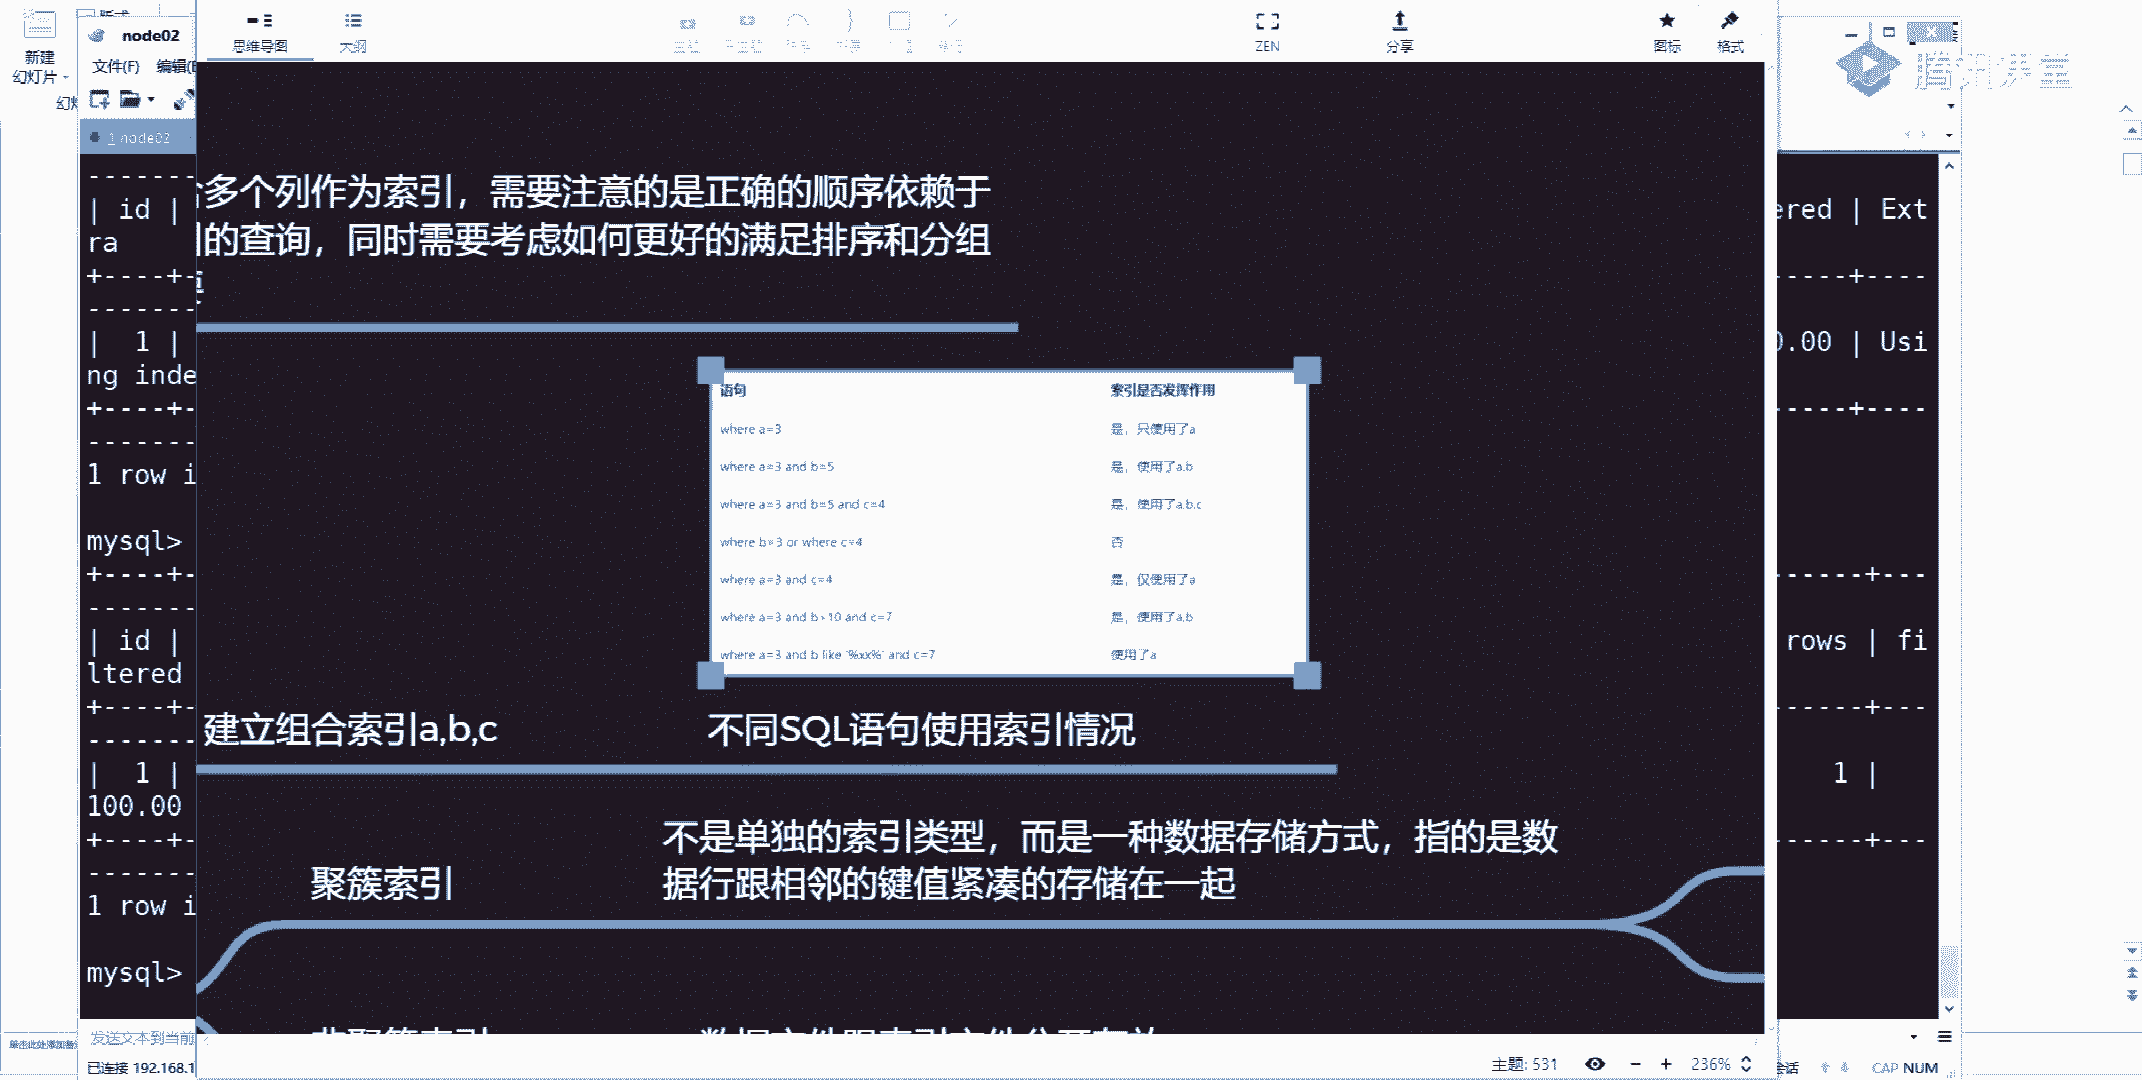 新建
幻灯片
node02
文件(F)
1 node02
思维导图
大纲
ZEN
分享
图标
格式
多个列作为索引，需要注意的是正确的顺序依赖于
的查询，同时需要考虑如何更好的满足排序和分组
语句 索引是否发挥作用
where a=3 是，只使用了a
where a=3 and b=5 是，使用了a,b
where a=3 and b=5 and c=4 是，使用了a,b,c
where b=3 or where c=4 否
where a=3 and c=4 是，仅使用了a
where a=3 and b>10 and c=7 是，使用了a,b
where a=3 and b like '%xx%' and c=7 使用了a
建立组合索引a,b,c
不同SQL语句使用索引情况
聚簇索引
不是单独的索引类型，而是一种数据存储方式，指的是数
据行跟相邻的键值紧凑的存储在一起
主题: 531
236%
| id |
ra
+----+-
-------
| 1 |
ng inde
+----+-
-------
1 row i
mysql>
+----+-
-------
| id |
ltered
+----+-
-------
| 1 |
100.00
+----+-
-------
1 row i
mysql>
ered | Ext
-----+----
0.00 | Usi
-----+----
------+---
rows | fi
------+---
1 |
------+---
发送文本到当前
已连接 192.168.1
CAP NUM
腾讯课堂